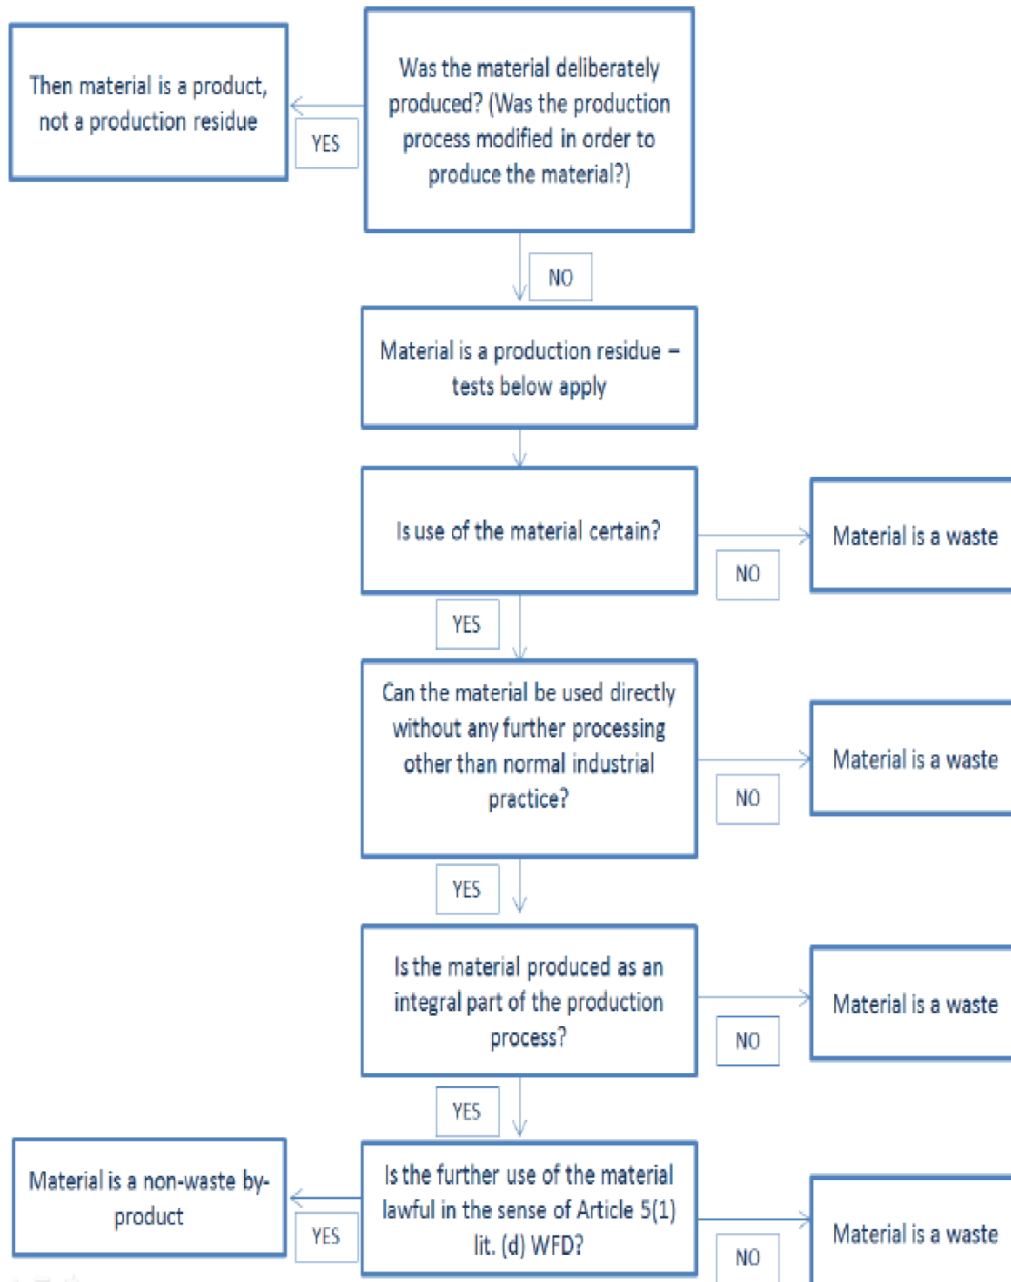 Then material is a product,
not a production residue
YES
Was the material deliberately
produced? (Was the production
process modified in order to
produce the material?)
NO
Material is a production residue –
tests below apply
Is use of the material certain?
NO
Material is a waste
YES
Can the material be used directly
without any further processing
other than normal industrial
practice?
NO
Material is a waste
YES
Is the material produced as an
integral part of the production
process?
NO
Material is a waste
YES
Is the further use of the material
lawful in the sense of Article 5(1)
lit. (d) WFD?
YES
Material is a non-waste by-
product
NO
Material is a waste